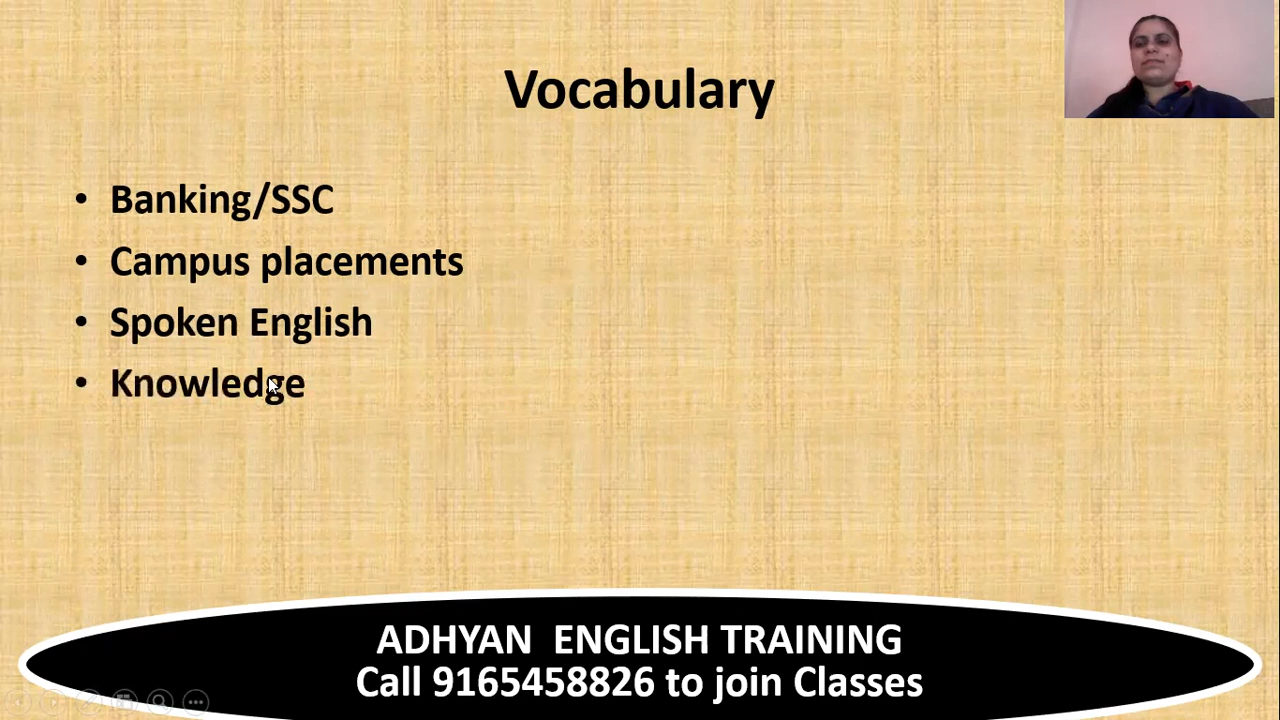 Vocabulary
• Banking/SSC
• Campus placements
• Spoken English
• Knowledge
ADHYAN ENGLISH TRAINING
Call 9165458826 to join Classes